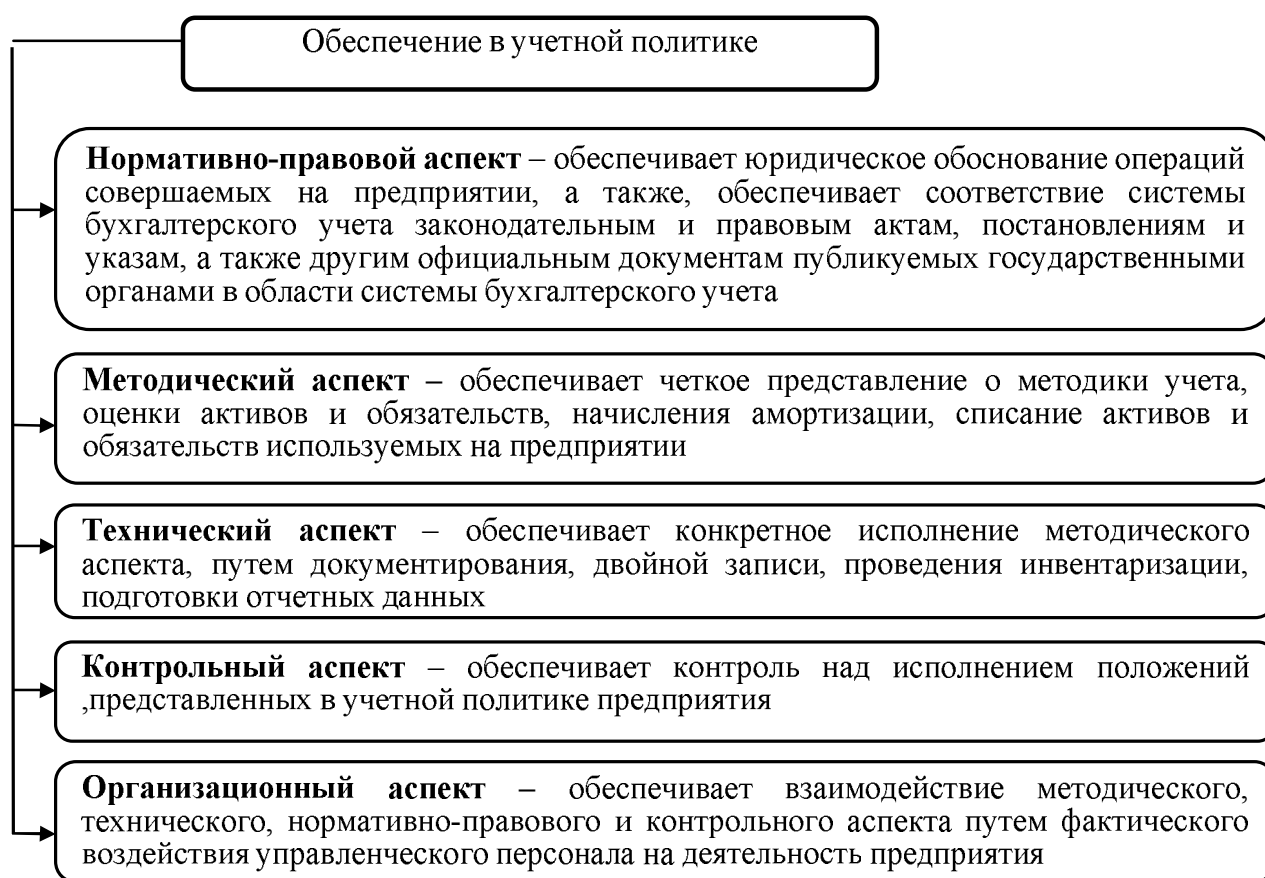 Обеспечение в учетной политике
Нормативно-правовой аспект – обеспечивает юридическое обоснование операций
совершаемых на предприятии, а также, обеспечивает соответствие системы
бухгалтерского учета законодательным и правовым актам, постановлениям и
указам, а также другим официальным документам публикуемых государственными
органами в области системы бухгалтерского учета
Методический аспект – обеспечивает четкое представление о методики учета,
оценки активов и обязательств, начисления амортизации, списание активов и
обязательств используемых на предприятии
Технический аспект – обеспечивает конкретное исполнение методического
аспекта, путем документирования, двойной записи, проведения инвентаризации,
подготовки отчетных данных
Контрольный аспект – обеспечивает контроль над исполнением положений
,представленных в учетной политике предприятия
Организационный аспект – обеспечивает взаимодействие методического,
технического, нормативно-правового и контрольного аспекта путем фактического
воздействия управленческого персонала на деятельность предприятия